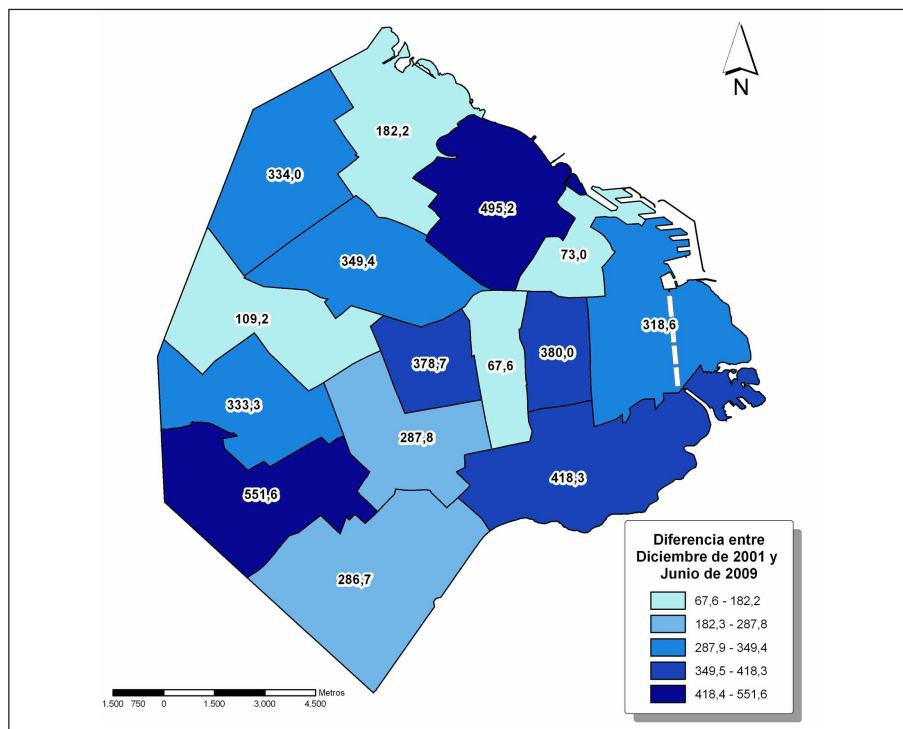 N
182,2
334,0
495,2
349,4
73,0
109,2
318,6
378,7
67,6
380,0
333,3
287,8
551,6
418,3
286,7
Diferencia entre
Diciembre de 2001 y
Junio de 2009
67,6 - 182,2
182,3 - 287,8
287,9 - 349,4
349,5 - 418,3
418,4 - 551,6
Metros
1.500 750 0 1.500 3.000 4.500